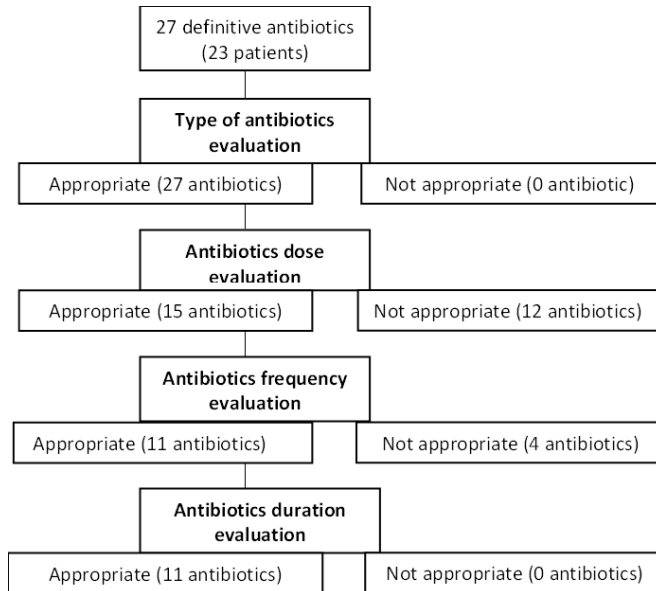 27 definitive antibiotics
(23 patients)
Type of antibiotics
evaluation
Appropriate (27 antibiotics)
Not appropriate (0 antibiotic)
Antibiotics dose
evaluation
Appropriate (15 antibiotics)
Not appropriate (12 antibiotics)
Antibiotics frequency
evaluation
Appropriate (11 antibiotics)
Not appropriate (4 antibiotics)
Antibiotics duration
evaluation
Appropriate (11 antibiotics)
Not appropriate (0 antibiotics)